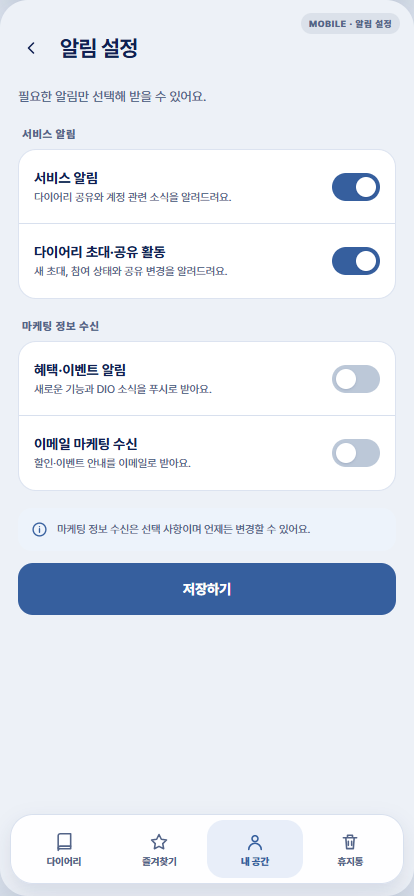 MOBILE · 알림 설정
알림 설정
필요한 알림만 선택해 받을 수 있어요.
서비스 알림
서비스 알림
다이어리 공유와 계정 관련 소식을 알려드려요.
다이어리 초대·공유 활동
새 초대, 참여 상태와 공유 변경을 알려드려요.
마케팅 정보 수신
혜택·이벤트 알림
새로운 기능과 DIO 소식을 푸시로 받아요.
이메일 마케팅 수신
할인·이벤트 안내를 이메일로 받아요.
마케팅 정보 수신은 선택 사항이며 언제든 변경할 수 있어요.
저장하기
다이어리
즐겨찾기
내 공간
휴지통